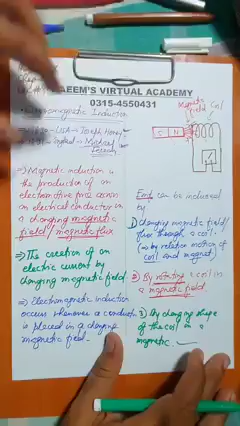 NAEEM'S VIRTUAL ACADEMY
0315-4550431
Electromagnetic Induction
USA - Joseph Henry
England - Michael
Faraday
⇒ Magnetic induction is
the production of an
electromotive force across
an electrical conductor in
a changing magnetic
field / magnetic flux
⇒ The creation of an
electric current by
changing magnetic field.
⇒ Electromagnetic induction
occurs whenever a conductor
is placed in a changing
magnetic field.
Magnetic
field
Coil
S
N
Emf can be induced
by
1) Changing magnetic field/
flux through a coil.
(⇒ by relative motion of
coil and magnet)
2) By rotating a coil in
a magnetic field.
3) By changing shape
of the coil in a
magnetic.